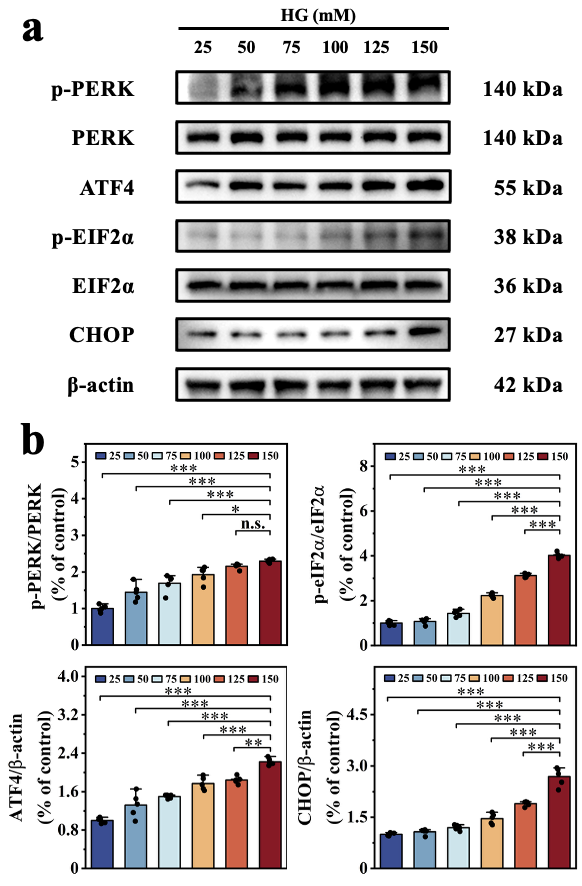 a
HG (mM)
25 50 75 100 125 150
p-PERK 140 kDa
PERK 140 kDa
ATF4 55 kDa
p-EIF2α 38 kDa
EIF2α 36 kDa
CHOP 27 kDa
β-actin 42 kDa
b
p-PERK/PERK
(% of control)
25 50 75 100 125 150
***
***
***
*
n.s.
5
4
2
1
0
p-eIF2α/eIF2α
(% of control)
25 50 75 100 125 150
***
***
***
***
***
8
6
4
2
0
ATF4/β-actin
(% of control)
25 50 75 100 125 150
***
***
***
***
**
4.0
3.2
2.4
1.6
0.8
0
CHOP/β-actin
(% of control)
25 50 75 100 125 150
***
***
***
***
***
4.5
3.0
1.5
0